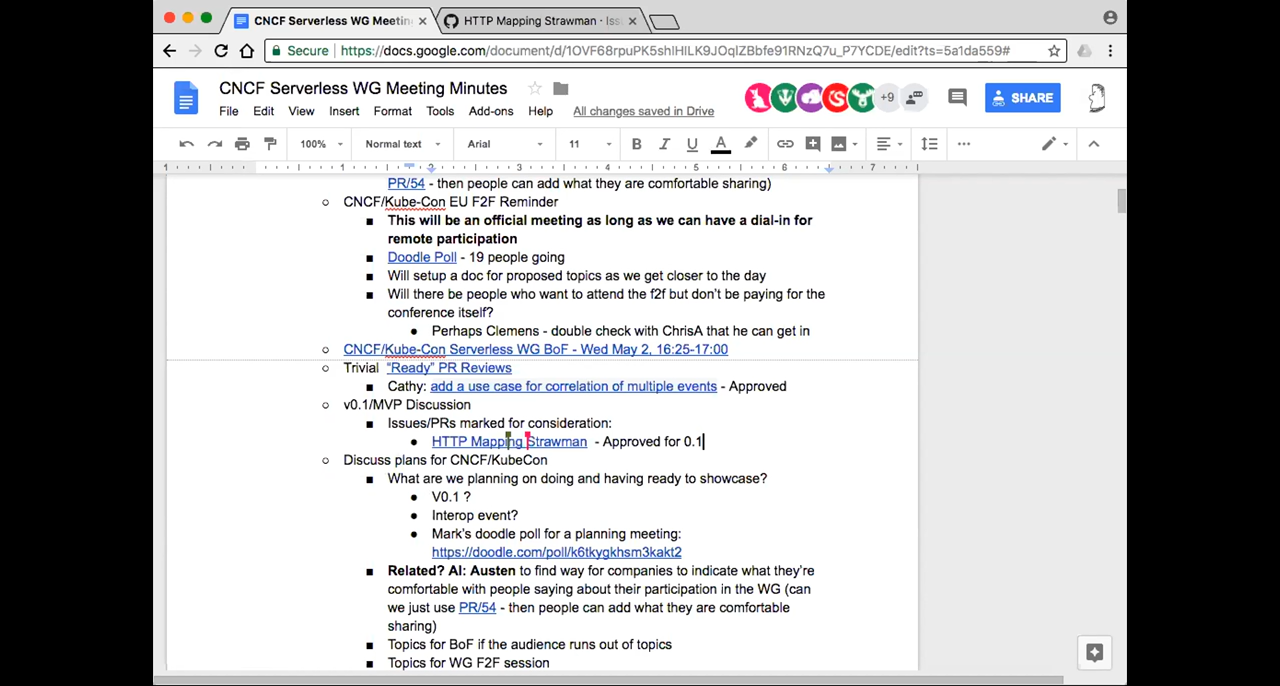 CNCF Serverless WG Meetin
HTTP Mapping Strawman · Iss
Secure
https://docs.google.com/document/d/1OVF68rpuPK5shlHILK9JOqlZBbfe91RNzQ7u_P7YCDE/edit?ts=5a1da559#
CNCF Serverless WG Meeting Minutes
File Edit View Insert Format Tools Add-ons Help All changes saved in Drive
+9
SHARE
100% Normal text Arial 11 B I U A
1 1 2 3 4 5 6 7
PR/54 - then people can add what they are comfortable sharing)
CNCF/Kube-Con EU F2F Reminder
This will be an official meeting as long as we can have a dial-in for
remote participation
Doodle Poll - 19 people going
Will setup a doc for proposed topics as we get closer to the day
Will there be people who want to attend the f2f but don't be paying for the
conference itself?
Perhaps Clemens - double check with ChrisA that he can get in
CNCF/Kube-Con Serverless WG BoF - Wed May 2, 16:25-17:00
Trivial "Ready" PR Reviews
Cathy: add a use case for correlation of multiple events - Approved
v0.1/MVP Discussion
Issues/PRs marked for consideration:
HTTP Mapping Strawman - Approved for 0.1
Discuss plans for CNCF/KubeCon
What are we planning on doing and having ready to showcase?
V0.1 ?
Interop event?
Mark's doodle poll for a planning meeting:
https://doodle.com/poll/k6tkygkhsm3kakt2
Related? AI: Austen to find way for companies to indicate what they're
comfortable with people saying about their participation in the WG (can
we just use PR/54 - then people can add what they are comfortable
sharing)
Topics for BoF if the audience runs out of topics
Topics for WG F2F session